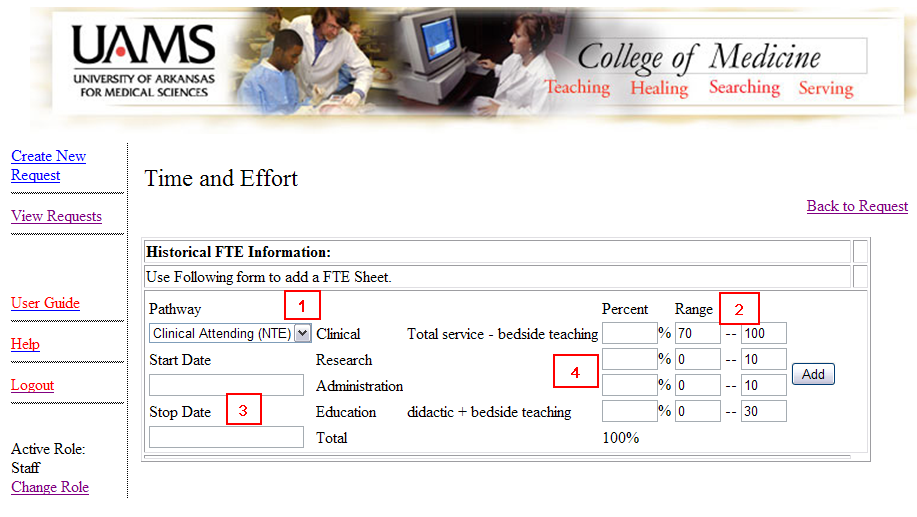 UAMS
UNIVERSITY OF ARKANSAS
FOR MEDICAL SCIENCES
College of Medicine
Teaching Healing Searching Serving
Create New
Request
View Requests
User Guide
Help
Logout
Active Role:
Staff
Change Role
Time and Effort
Back to Request
Historical FTE Information:
Use Following form to add a FTE Sheet.
Pathway 1 Percent Range 2
Clinical Attending (NTE) Clinical Total service - bedside teaching % 70 -- 100
Start Date Research 4 % 0 -- 10
Administration % 0 -- 10 Add
Stop Date 3 Education didactic + bedside teaching % 0 -- 30
Total 100%